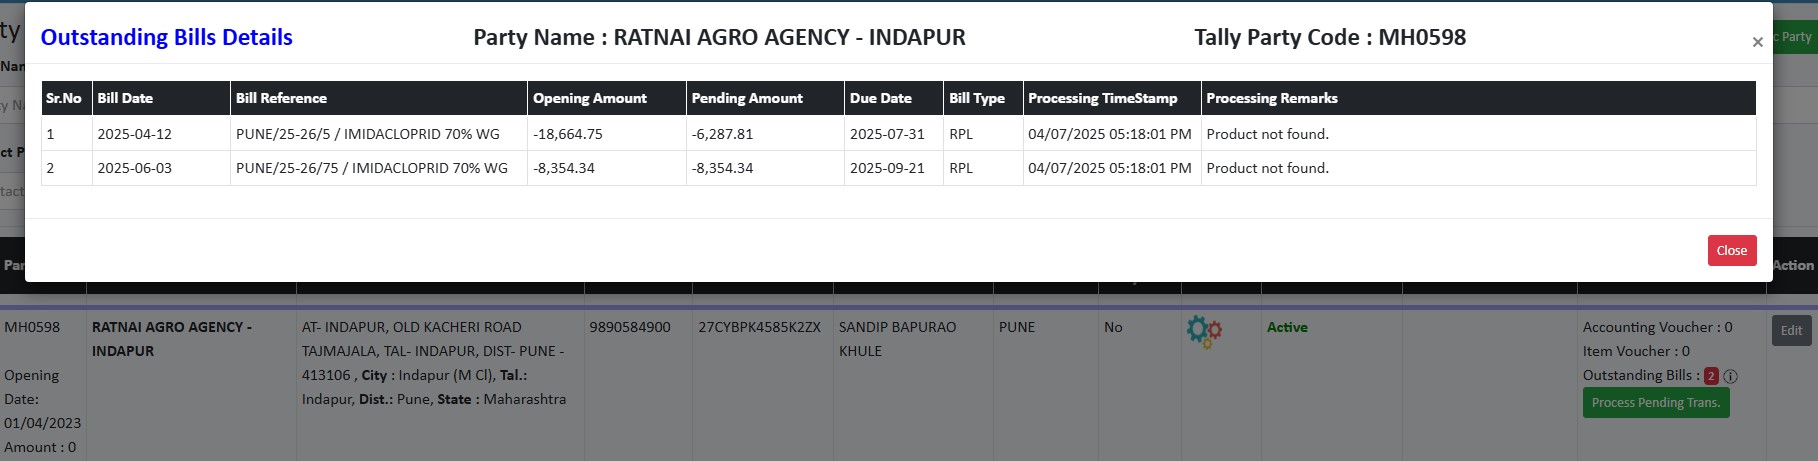 ty
Outstanding Bills Details Party Name : RATNAI AGRO AGENCY - INDAPUR Tally Party Code : MH0598 ×
c Party
Nan
Sr.No Bill Date Bill Reference Opening Amount Pending Amount Due Date Bill Type Processing TimeStamp Processing Remarks
1 2025-04-12 PUNE/25-26/5 / IMIDACLOPRID 70% WG -18,664.75 -6,287.81 2025-07-31 RPL 04/07/2025 05:18:01 PM Product not found.
2 2025-06-03 PUNE/25-26/75 / IMIDACLOPRID 70% WG -8,354.34 -8,354.34 2025-09-21 RPL 04/07/2025 05:18:01 PM Product not found.
ct P
tact
Close
Par Action
MH0598 RATNAI AGRO AGENCY - AT- INDAPUR, OLD KACHERI ROAD 9890584900 27CYBPK4585K2ZX SANDIP BAPURAO PUNE No Active Accounting Voucher : 0 Edit
INDAPUR TAJMAJALA, TAL- INDAPUR, DIST- PUNE - KHULE Item Voucher : 0
Opening 413106 , City : Indapur (M Cl), Tal.: Outstanding Bills : 2
Date: Indapur, Dist.: Pune, State : Maharashtra Process Pending Trans.
01/04/2023
Amount : 0